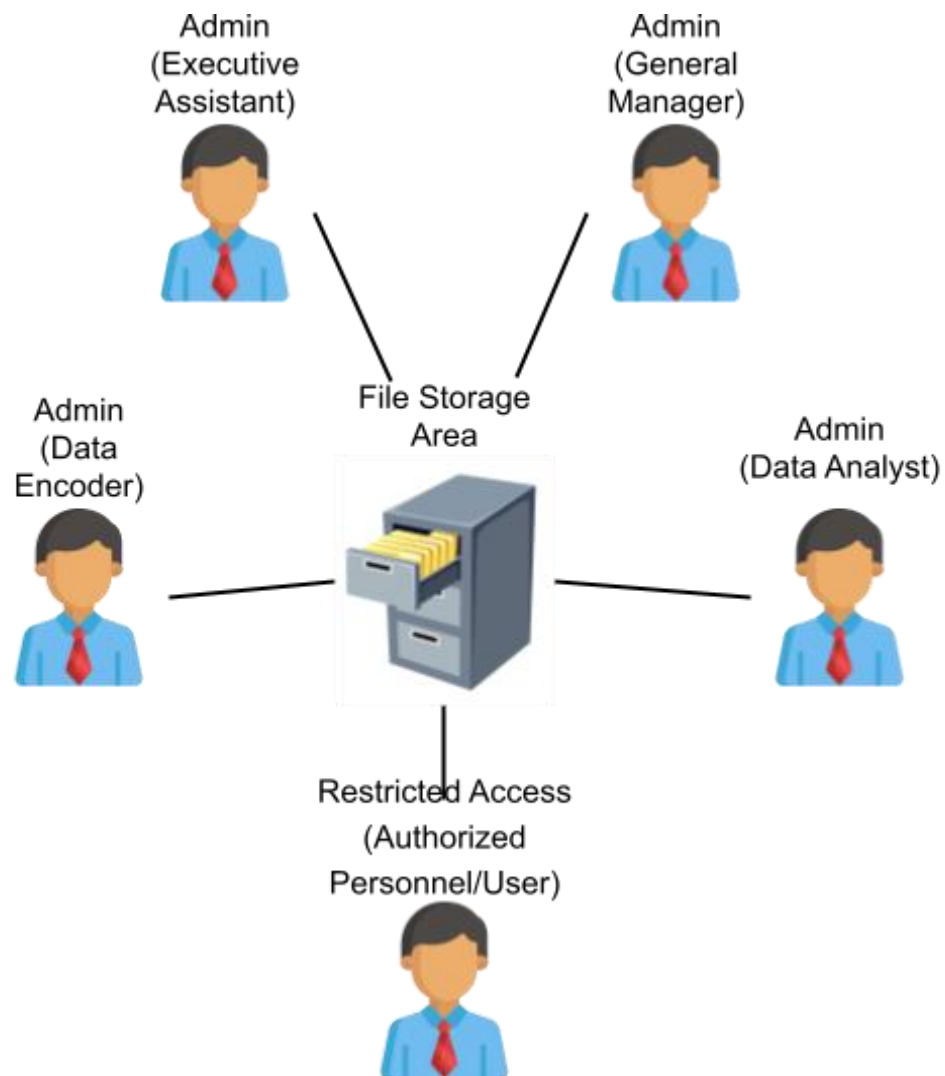 Admin
(Executive
Assistant)
Admin
(General
Manager)
File Storage
Area
Admin
(Data
Encoder)
Admin
(Data Analyst)
Restricted Access
(Authorized
Personnel/User)